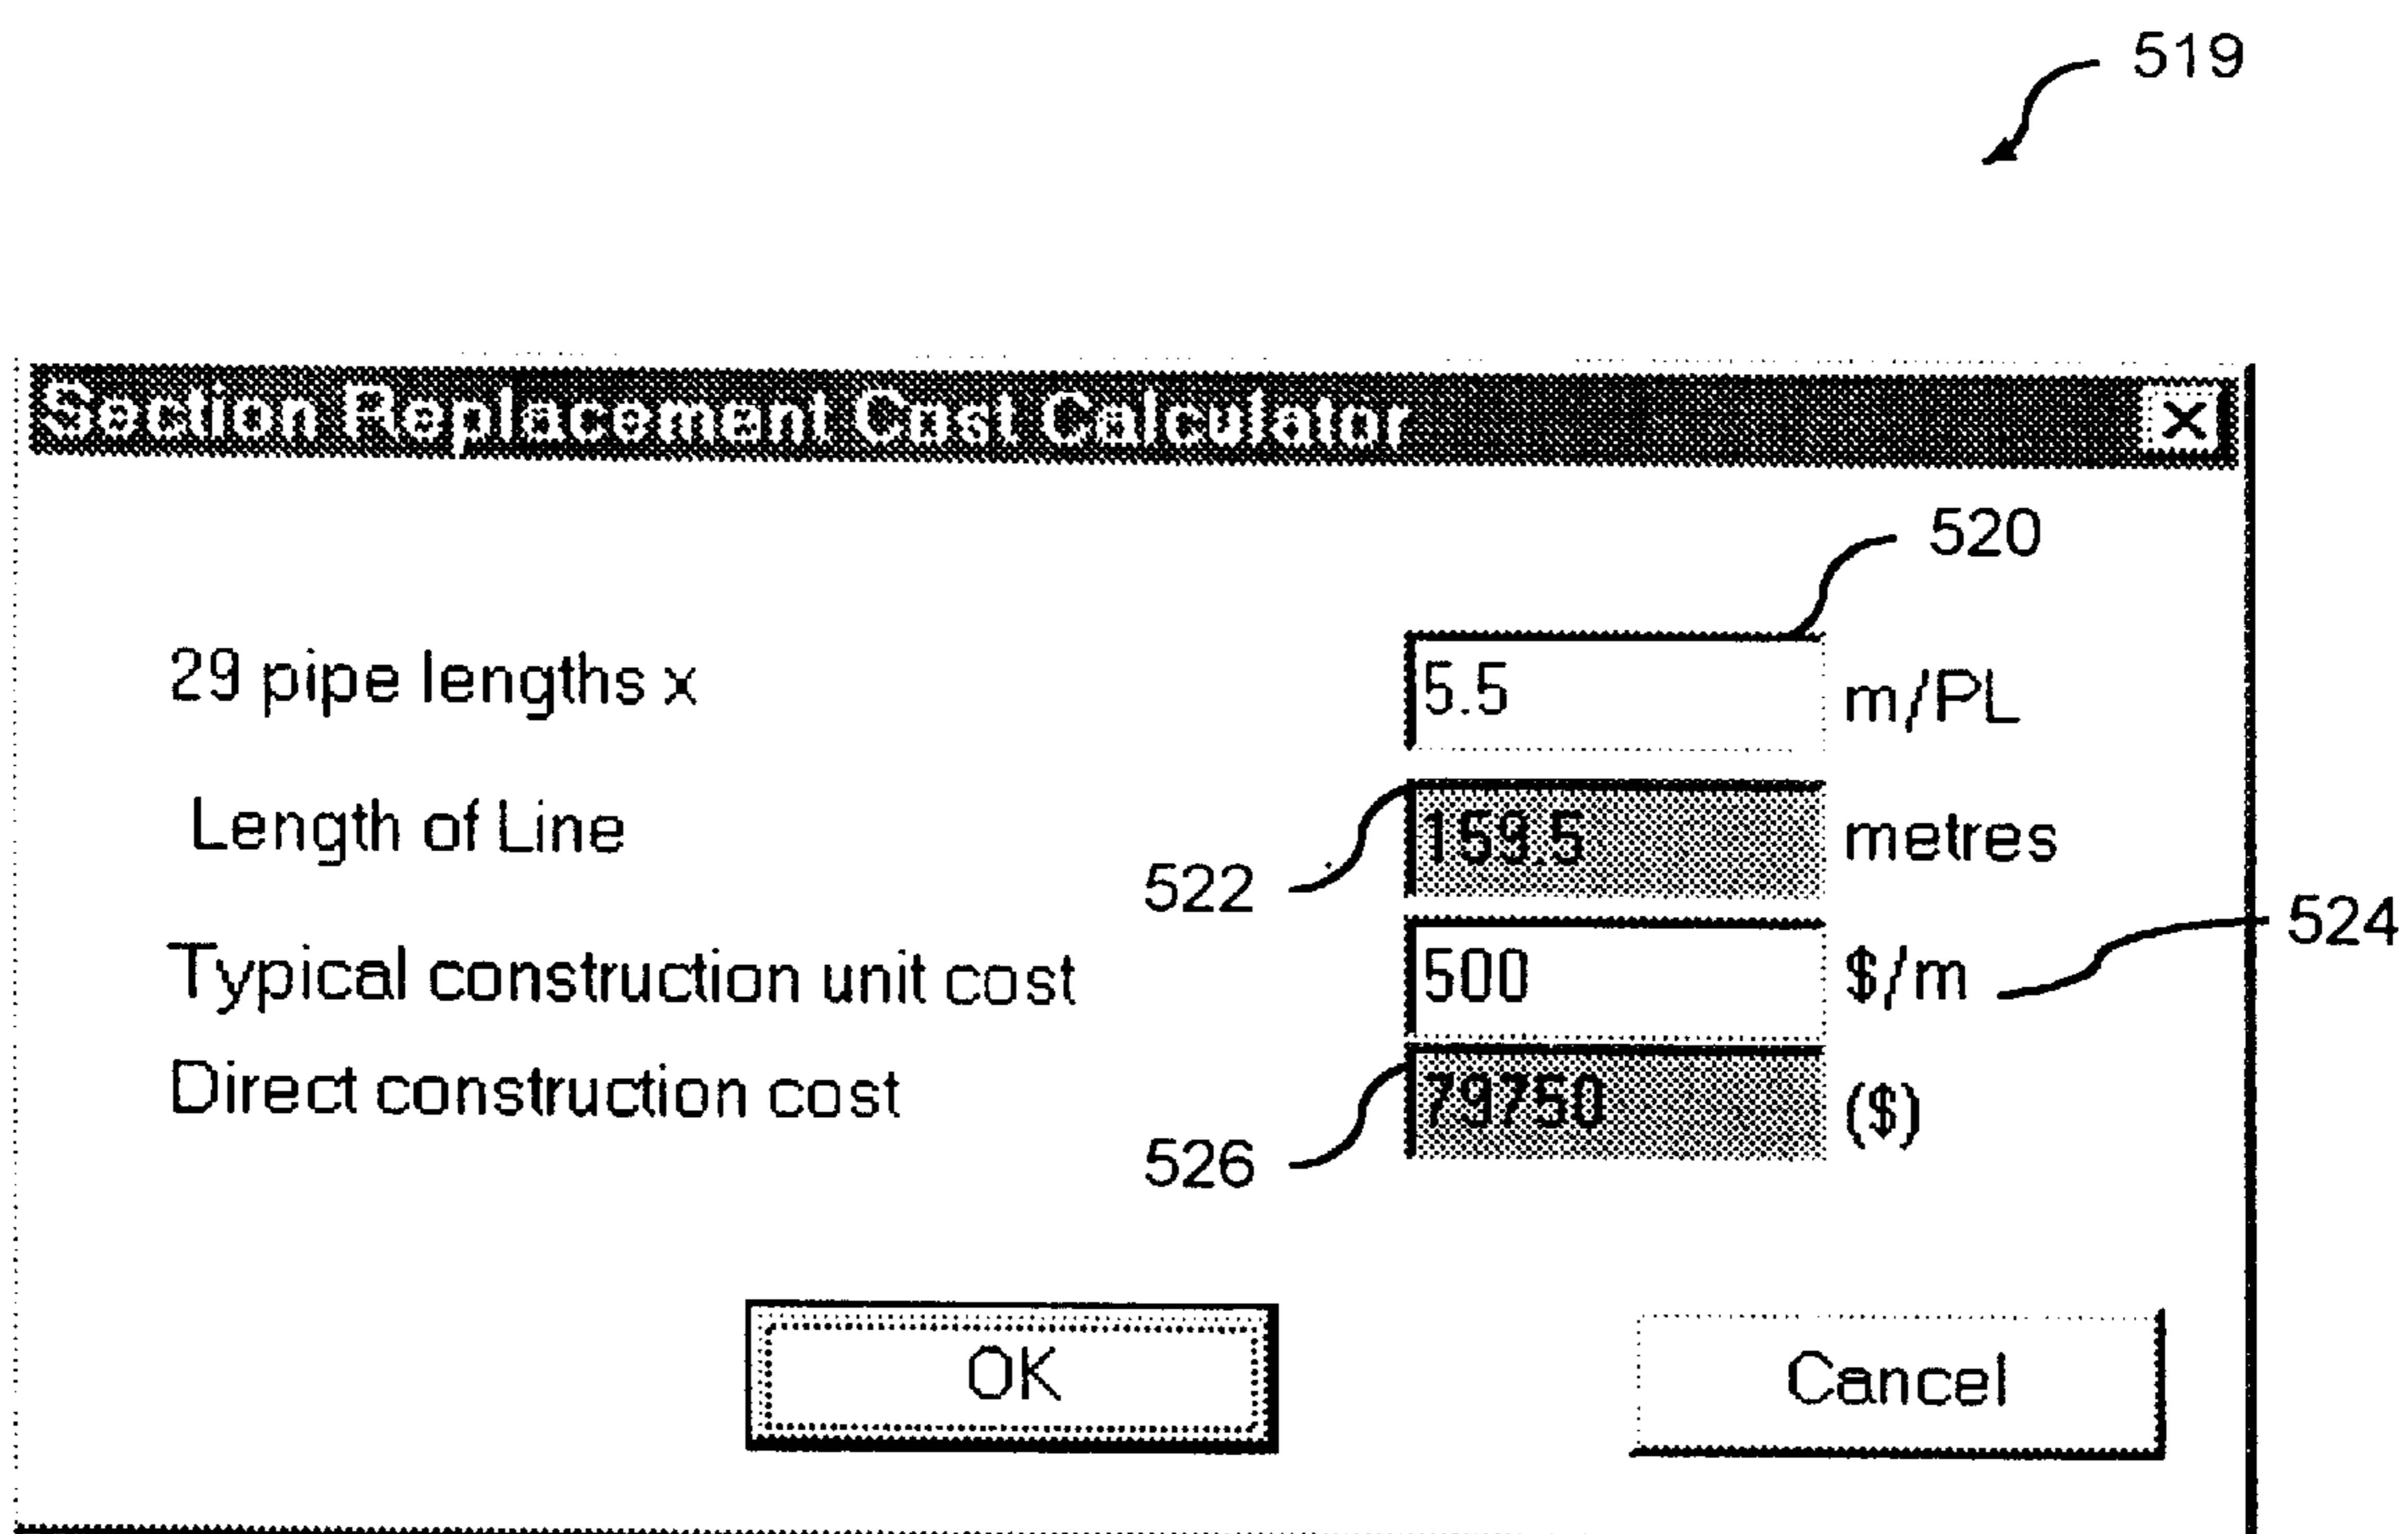 519
Section Replacement Cost Calculator X
520
29 pipe lengths x 5.5 m/PL
Length of Line 159.5 metres
522
524
Typical construction unit cost 500 $/m
Direct construction cost 79750 ($)
526
OK Cancel